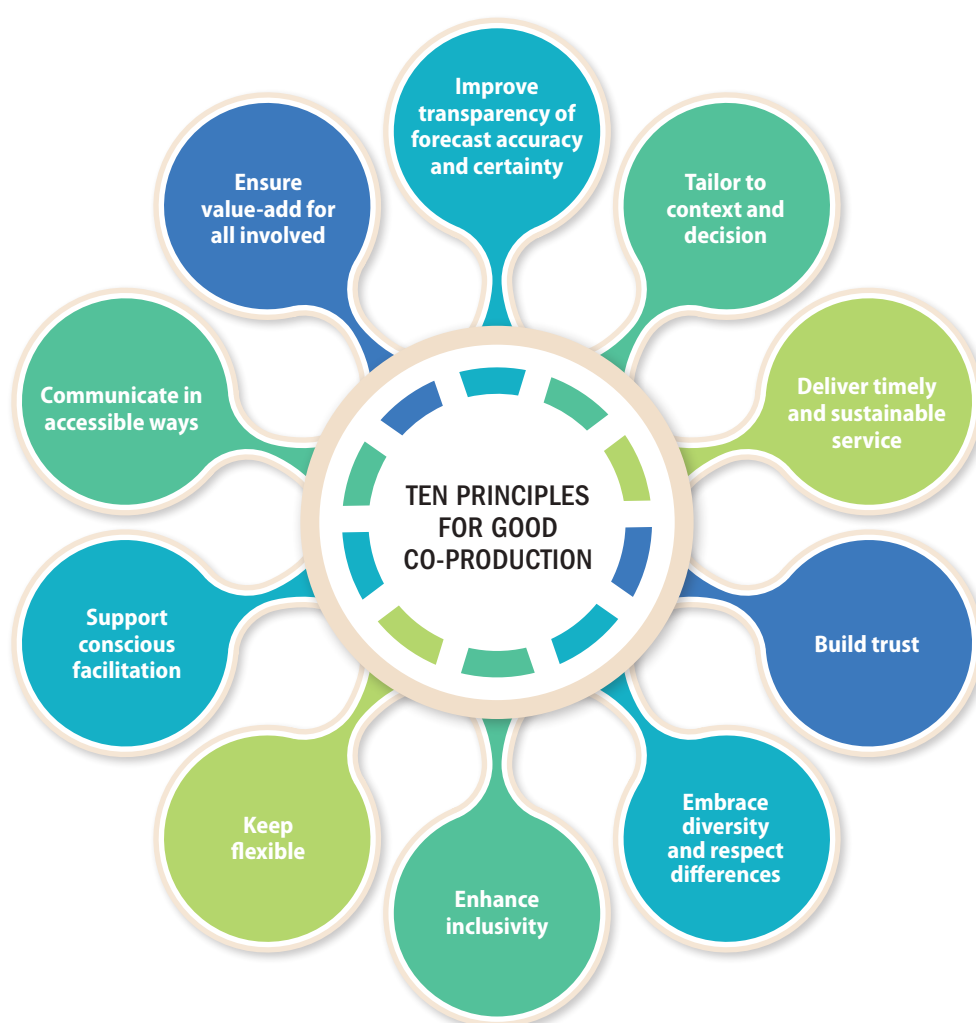 TEN PRINCIPLES
FOR GOOD
CO-PRODUCTION
Improve
transparency of
forecast accuracy
and certainty
Tailor to
context and
decision
Deliver timely
and sustainable
service
Build trust
Embrace
diversity
and respect
differences
Enhance
inclusivity
Keep
flexible
Support
conscious
facilitation
Communicate in
accessible ways
Ensure
value-add for
all involved